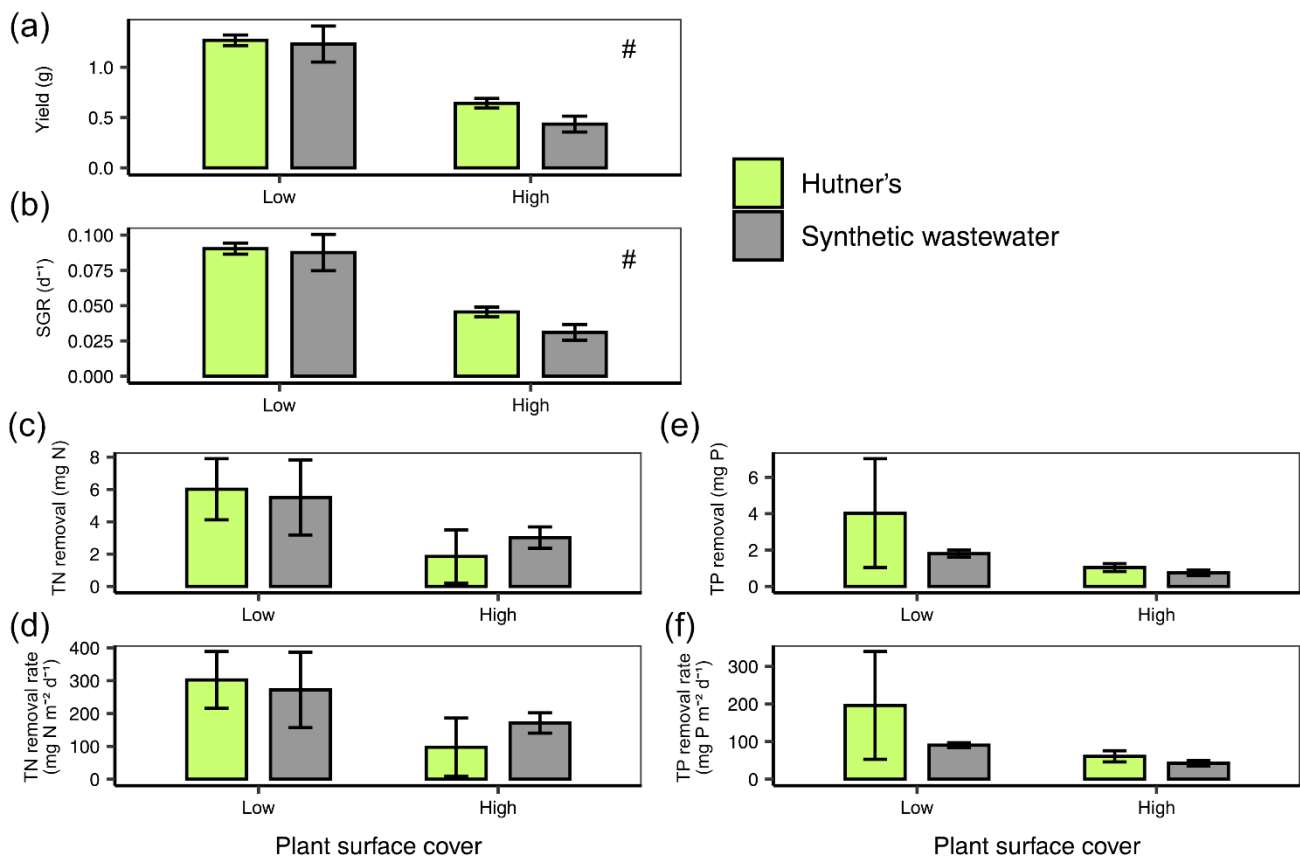 (a)
Yield (g)
1.0
0.5
0.0
#
Low
High
Hutner's
Synthetic wastewater
(b)
SGR (d⁻¹)
0.100
0.075
0.050
0.025
0.000
#
Low
High
(c)
TN removal (mg N)
8
6
4
2
0
Low
High
(e)
TP removal (mg P)
6
4
2
0
Low
High
(d)
TN removal rate
(mg N m⁻² d⁻¹)
400
300
200
100
0
Low
High
Plant surface cover
(f)
TP removal rate
(mg P m⁻² d⁻¹)
300
200
100
0
Low
High
Plant surface cover